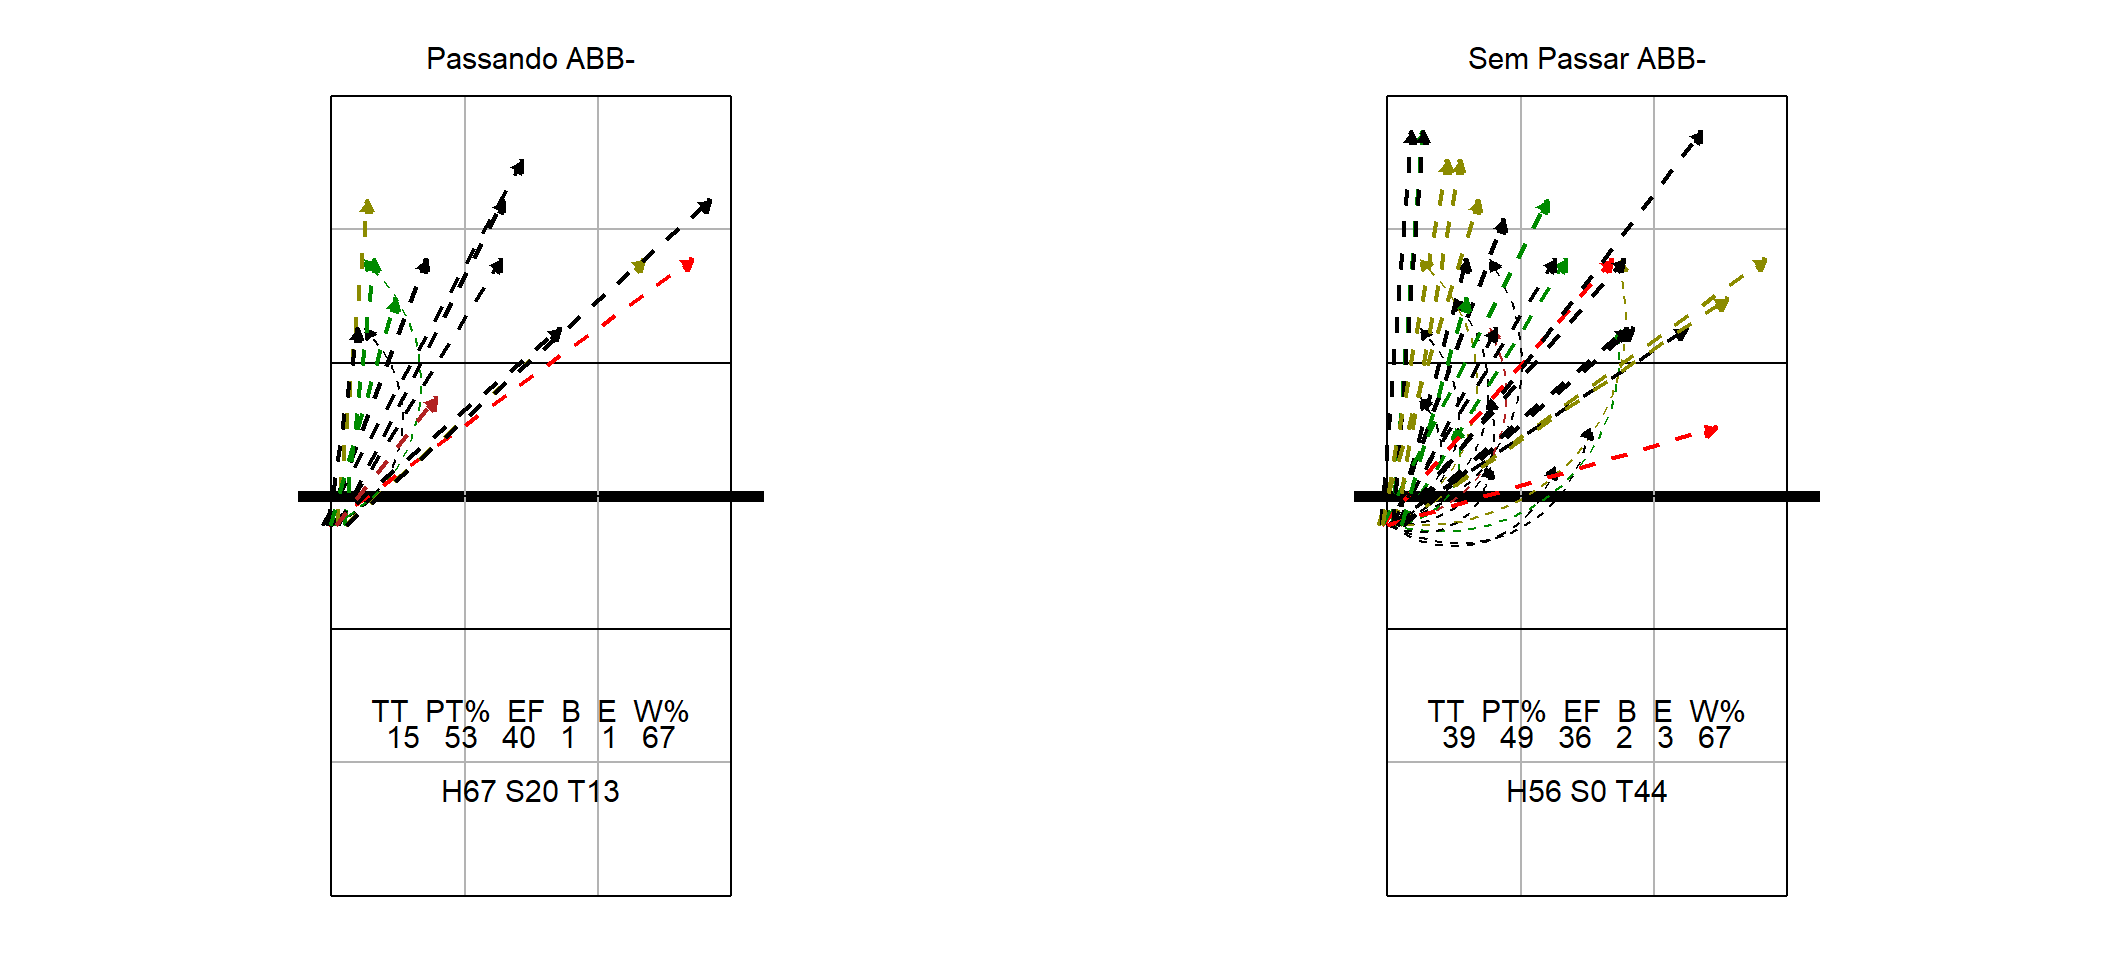 Passando ABB-
TT PT% EF B E W%
15 53 40 1 1 67
H67 S20 T13
Sem Passar ABB-
TT PT% EF B E W%
39 49 36 2 3 67
H56 S0 T44